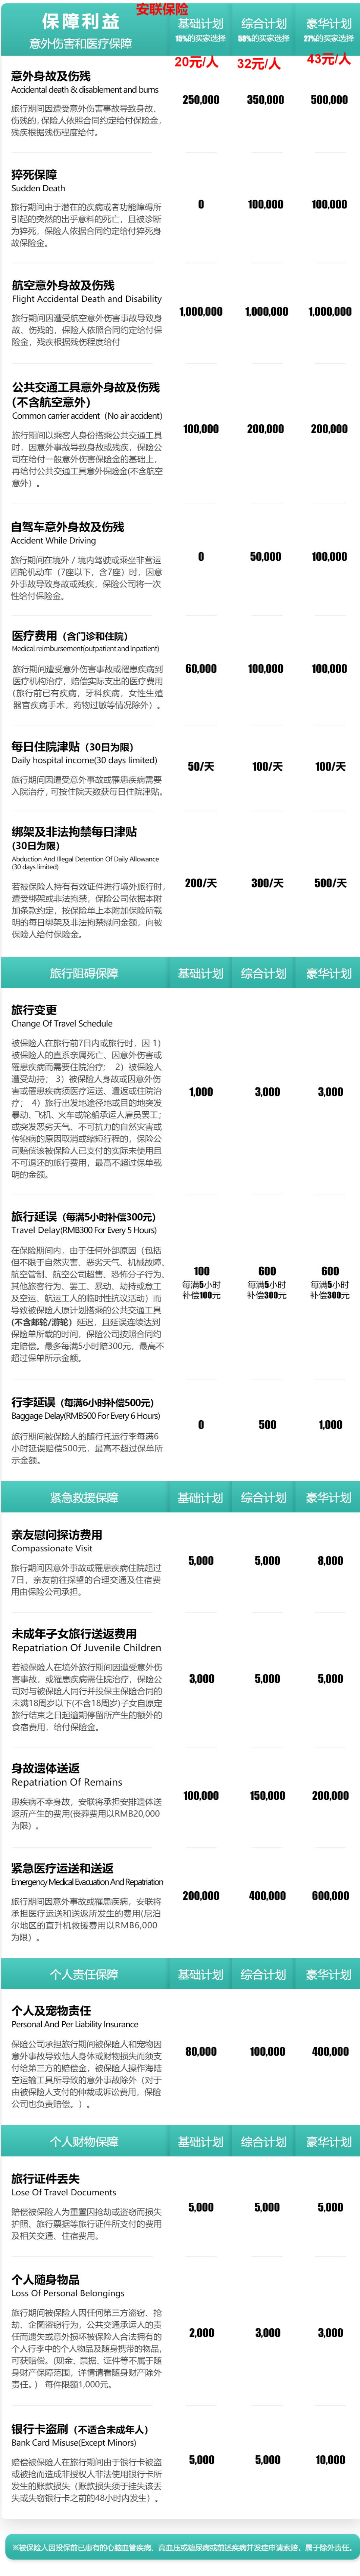 安联保险
保障利益
意外伤害和医疗保障
基础计划 综合计划 豪华计划
15%的买家选择 58%的买家选择 27%的买家选择
20元/人 32元/人 43元/人
意外身故及伤残
Accidental death & disablement and burns
旅行期间因遭受意外伤害事故导致身故、
伤残的，保险人依照合同约定给付保险金，
残疾根据残伤程度给付。
250,000 350,000 500,000
猝死保障
Sudden Death
旅行期间由于潜在的疾病或者功能障碍所
引起的突然的出乎意料的死亡，且被诊断
为猝死，保险人依据合同约定给付猝死身
故保险金。
0 100,000 100,000
航空意外身故及伤残
Flight Accidental Death and Disability
旅行期间因遭受航空意外伤害事故导致身
故、伤残的，保险人依照合同约定给付保
险金，残疾根据残伤程度给付
1,000,000 1,000,000 1,000,000
公共交通工具意外身故及伤残
(不含航空意外)
Common carrier accident（No air accident）
旅行期间以乘客人身份搭乘公共交通工具
时，因意外事故导致身故或残疾，保险公
司在给付一般意外伤害保险金的基础上，
再给付公共交通工具意外保险金(不含航空
意外）。
100,000 200,000 200,000
自驾车意外身故及伤残
Accident While Driving
旅行期间在境外 / 境内驾驶或乘坐非营运
四轮机动车（7座以下，含7座）时，因意
外事故导致身故或残疾，保险公司将一次
性给付保险金。
0 50,000 100,000
医疗费用（含门诊和住院）
Medical reimbursement(outpatient and Inpatient)
旅行期间遭受意外伤害事故或罹患疾病到
医疗机构治疗，赔偿实际支出的医疗费用
（旅行前已有疾病，牙科疾病，女性生殖
器官疾病手术，药物过敏等情况除外）。
60,000 100,000 100,000
每日住院津贴（30日为限）
Daily hospital income(30 days limited)
旅行期间因遭受意外事故或罹患疾病需要
入院治疗，可按住院天数获每日住院津贴。
50/天 100/天 100/天
绑架及非法拘禁每日津贴
(30日为限）
Abduction And Illegal Detention Of Daily Allowance
(30 days limited)
若被保险人持有有效证件进行境外旅行时，
遭受绑架或非法拘禁，保险公司依据本附
加条款约定，按保险单上本附加保险所载
明的每日绑架及非法拘禁慰问金额，向被
保险人给付保险金。
200/天 300/天 500/天
旅行阻碍保障 基础计划 综合计划 豪华计划
旅行变更
Change Of Travel Schedule
被保险人在旅行前7日内或旅行时，因 1）
被保险人的直系亲属死亡、因意外伤害或
罹患疾病而需要住院治疗； 2）被保险人
遭受劫持； 3）被保险人身故或因意外伤
害或罹患疾病须医疗运送、遣返或住院治
疗； 4）旅行出发地途径地或目的地突发
暴动、飞机、火车或轮船承运人雇员罢工；
或突发恶劣天气、不可抗力的自然灾害或
传染病的原因取消或缩短行程的，保险公
司赔偿该被保险人已支付的实际未使用且
不可退还的旅行费用，最高不超过保单载
明的金额。
1,000 3,000 3,000
旅行延误（每满5小时补偿300元）
Travel Delay(RMB300 For Every 5 Hours)
在保险期间内，由于任何外部原因（包括
但不限于自然灾害、恶劣天气、机械故障、
航空管制、航空公司超售、恐怖分子行为、
其他旅客行为、罢工、暴动、劫持或怠工
及空运、航运工人的临时性抗议活动）而
导致被保险人原计划搭乘的公共交通工具
(不含邮轮/游轮）延迟，且延误连续达到
保险单所载的时间，保险公司按照合同约
定赔偿。最多每满5小时赔300元，最高不
超过保单所示金额。
100 600 600
每满5小时 每满5小时 每满5小时
补偿100元 补偿300元 补偿300元
行李延误（每满6小时补偿500元）
Baggage Delay(RMB500 For Every 6 Hours)
旅行期间被保险人的随行托运行李每满6
小时延误赔偿500元，最高不超过保单所
示金额。
0 500 1,000
紧急救援保障 基础计划 综合计划 豪华计划
亲友慰问探访费用
Compassionate Visit
旅行期间因意外事故或罹患疾病住院超过
7日，亲友前往探望的合理交通及住宿费
用由保险公司承担。
5,000 5,000 8,000
未成年子女旅行送返费用
Repatriation Of Juvenile Children
若被保险人在境外旅行期间因遭受意外伤
害事故，或罹患疾病需住院治疗，保险公
司对与被保险人同行并投保主保险合同的
未满18周岁以下(不含18周岁)子女自原定
旅行结束之日起逾期停留所产生的额外的
食宿费用，给付保险金。
3,000 5,000 5,000
身故遗体送返
Repatriation Of Remains
患疾病不幸身故，安联将承担安排遗体送
返所产生的费用(丧葬费用以RMB20,000
为限）。
100,000 150,000 200,000
紧急医疗运送和送返
Emergency Medical Evacuation And Repatriation
旅行期间因意外事故或罹患疾病，安联将
承担医疗运送和送返所发生的费用(尼泊
尔地区的直升机救援费用以RMB6,000
为限）。
200,000 400,000 600,000
个人责任保障 基础计划 综合计划 豪华计划
个人及宠物责任
Personal And Per Liability Insurance
保险公司承担旅行期间被保险人和宠物因
意外事故导致他人身体或财物损失而须支
付给第三方的赔偿金，被保险人操作海陆
空运输工具所导致的意外事故除外（对于
由被保险人支付的仲裁或诉讼费用，保险
公司也负责赔偿。）。
80,000 100,000 400,000
个人财物保障 基础计划 综合计划 豪华计划
旅行证件丢失
Lose Of Travel Documents
赔偿被保险人为重置因抢劫或盗窃而损失
护照、旅行票据等旅行证件所支付的费用
及相关交通、住宿费用。
5,000 5,000 5,000
个人随身物品
Loss Of Personal Belongings
旅行期间被保险人因任何第三方盗窃、抢
劫、企图盗窃行为，公共交通承运人的责
任而遗失或意外损坏被保险人合法拥有的
个人行李中的个人物品及随身携带的物品，
可获赔偿。(现金、票据、证件等不属于随
身财产保障范围，详情请看随身财产除外
责任。） 每件限额1,000元。
2,000 3,000 3,000
银行卡盗刷（不适合未成年人）
Bank Card Misuse(Except Minors)
赔偿被保险人在旅行期间由于银行卡被盗
或被抢而造成非授权人非法使用银行卡所
发生的账款损失（账款损失须于挂失该丢
失或失窃银行卡之前的48小时内发生）。
5,000 5,000 10,000
※被保险人因投保前已患有的心脑血管疾病、高血压或糖尿病或前述疾病并发症申请索赔，属于除外责任。